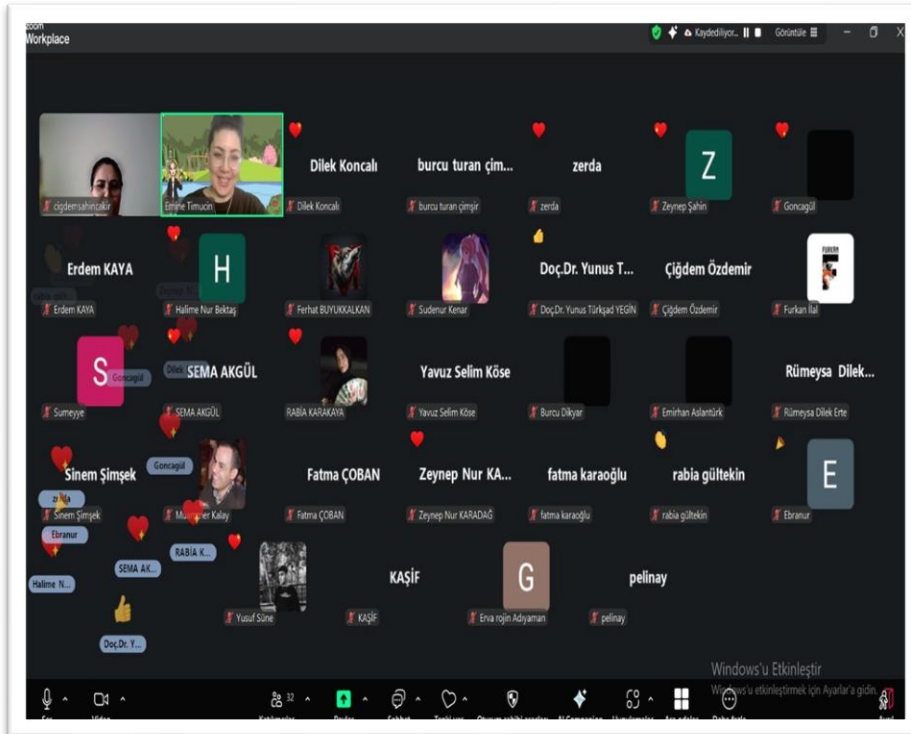 zoom
Workplace
Kaydediliyor...
Görüntüle
cigdemsahincakir
Emine Timucin
Dilek Koncalı
Dilek Koncalı
burcu turan çim...
burcu turan çimşir
zerda
zerda
Z
Zeynep Şahin
Goncagül
Erdem KAYA
Erdem KAYA
H
Halime Nur Bektaş
Ferhat BUYUKKALKAN
Sudenur Kenar
Doç.Dr. Yunus T...
Doç.Dr. Yunus Türkşad YEGİN
Çiğdem Özdemir
Çiğdem Özdemir
FURKAN
F
Furkan İlal
S
Goncagül
Sumeyye
Dilek
SEMA AKGÜL
SEMA AKGÜL
RABİA KARAKAYA
Yavuz Selim Köse
Yavuz Selim Köse
Burcu Dikyar
Emirhan Aslantürk
Rümeysa Dilek...
Rümeysa Dilek Erte
Sinem Şimşek
zerda
Sinem Şimşek
Ebranur
Goncagül
Kalay
Fatma ÇOBAN
Fatma ÇOBAN
Zeynep Nur KA...
Zeynep Nur KARADAĞ
fatma karaoğlu
fatma karaoğlu
rabia gültekin
rabia gültekin
E
Ebranur
Halime N...
SEMA AK...
RABİA K...
Doç.Dr. Y...
Yusuf Süne
KAŞİF
KAŞİF
G
Erva rojin Adıyaman
pelinay
pelinay
Windows'u Etkinleştir
Windows'u etkinleştirmek için Ayarlar'a gidin.
32